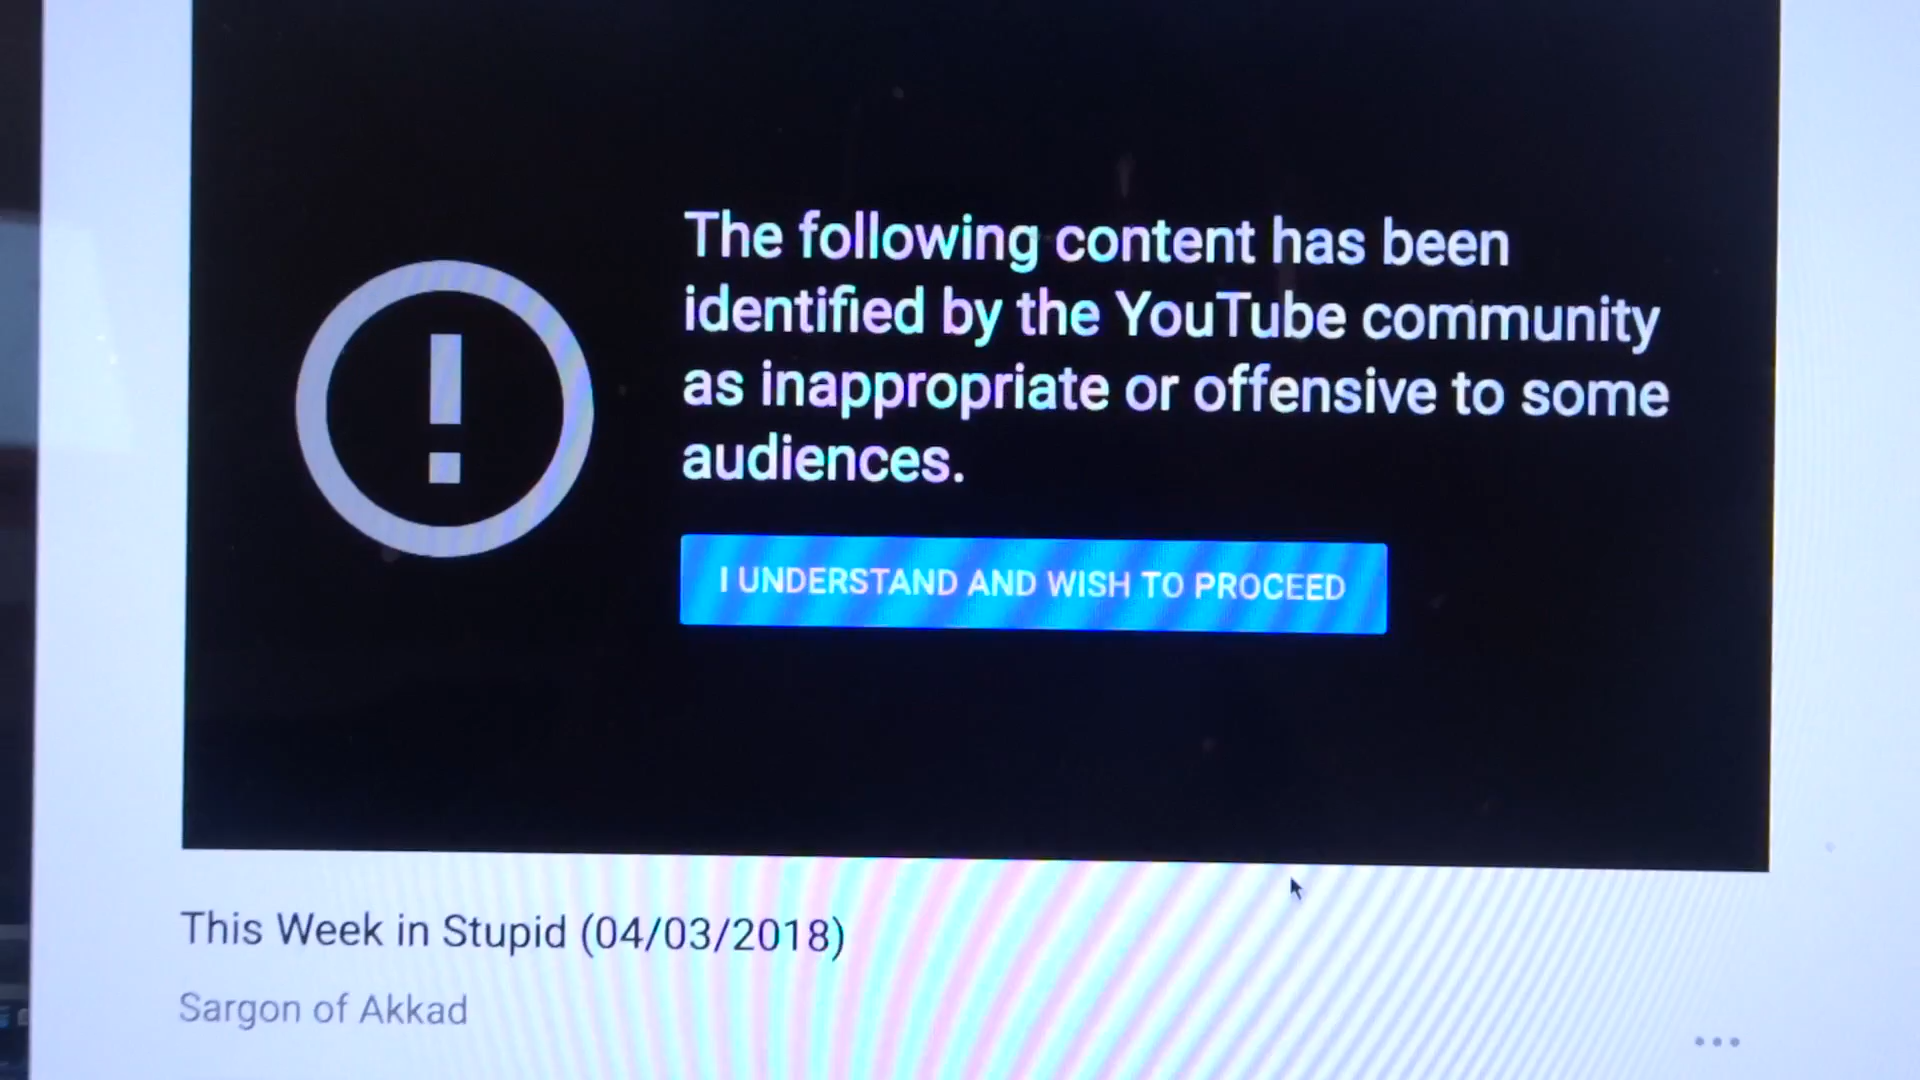 The following content has been
identified by the YouTube community
as inappropriate or offensive to some
audiences.
I UNDERSTAND AND WISH TO PROCEED
This Week in Stupid (04/03/2018)
Sargon of Akkad